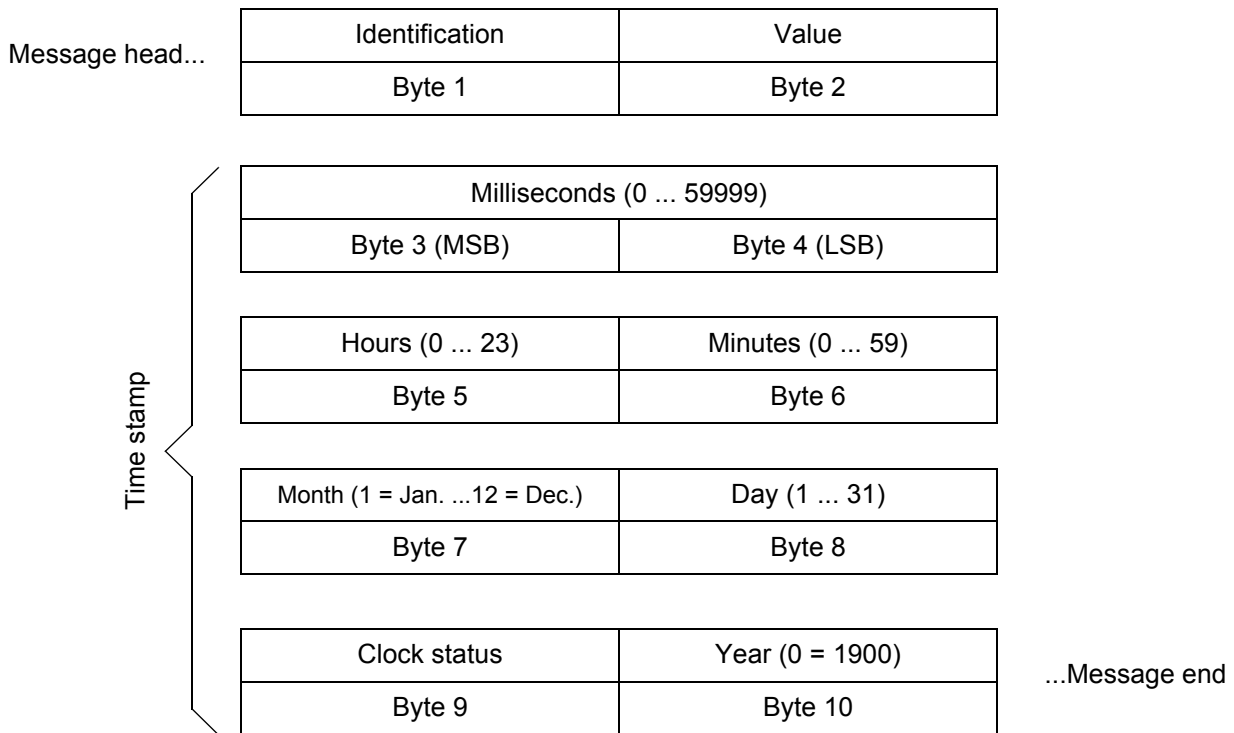 Message head...
Identification Value
Byte 1 Byte 2
Time stamp
Milliseconds (0 ... 59999)
Byte 3 (MSB) Byte 4 (LSB)
Hours (0 ... 23) Minutes (0 ... 59)
Byte 5 Byte 6
Month (1 = Jan. ...12 = Dec.) Day (1 ... 31)
Byte 7 Byte 8
Clock status Year (0 = 1900)
Byte 9 Byte 10
...Message end